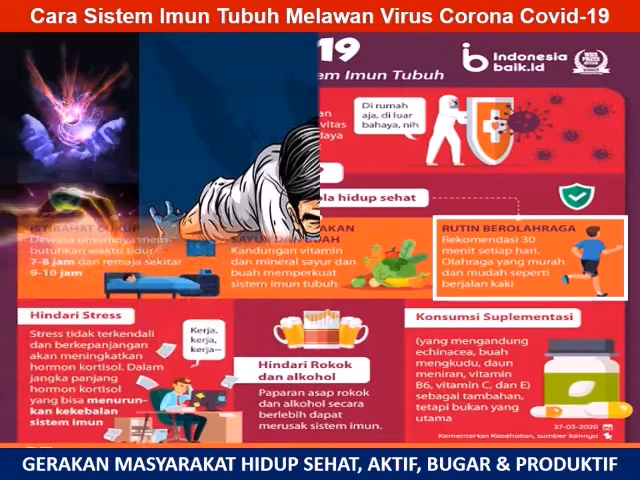 Cara Sistem Imun Tubuh Melawan Virus Corona Covid-19
19
Indonesia
baik.id
Imun Tubuh
Di rumah
aja, di luar
bahaya, nih
hidup sehat
ISTIRAHAT CUKUP
Dewasa umumnya mem-
butuhkan waktu tidur
7-8 jam dan remaja sekitar
9-10 jam
Kandungan vitamin
dan mineral sayur dan
buah memperkuat
sistem imun tubuh
RUTIN BEROLAHRAGA
Rekomendasi 30
menit setiap hari.
Olahraga yang murah
dan mudah seperti
berjalan kaki
Hindari Stress
Stress tidak terkendali
dan berkepanjangan
akan meningkatkan
hormon kortisol. Dalam
jangka panjang
hormon kortisol
yang bisa menurun-
kan kekebalan
sistem imun
Kerja,
kerja,
kerja—
Hindari Rokok
dan alkohol
Paparan asap rokok
dan alkohol secara
berlebih dapat
merusak sistem imun.
Konsumsi Suplementasi
(yang mengandung
echinacea, buah
mengkudu, daun
meniran, vitamin
B6, vitamin C, dan E)
sebagai tambahan,
tetapi bukan yang
utama
27-03-2020
Kementerian Kesehatan, sumber lainnya
GERAKAN MASYARAKAT HIDUP SEHAT, AKTIF, BUGAR & PRODUKTIF